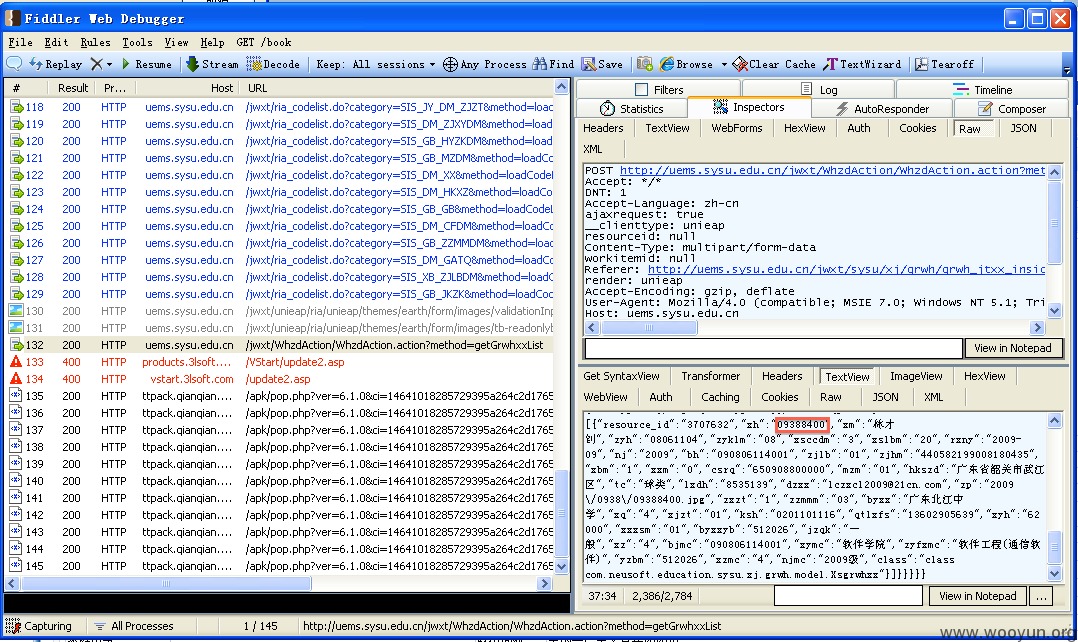 Fiddler Web Debugger
File Edit Rules Tools View Help GET /book
Replay Resume Stream Decode Keep: All sessions Any Process Find Save Browse Clear Cache TextWizard Tearoff
# Result Pr... Host URL
118 200 HTTP uems.sysu.edu.cn /jwxt/ria_codelist.do?category=SIS_JY_DM_ZJZT&method=load
119 200 HTTP uems.sysu.edu.cn /jwxt/ria_codelist.do?category=SIS_DM_ZJXYDM&method=load
120 200 HTTP uems.sysu.edu.cn /jwxt/ria_codelist.do?category=SIS_GB_HYZKDM&method=load
121 200 HTTP uems.sysu.edu.cn /jwxt/ria_codelist.do?category=SIS_GB_MZDM&method=loadCo
122 200 HTTP uems.sysu.edu.cn /jwxt/ria_codelist.do?category=SIS_DM_XX&method=loadCodel
123 200 HTTP uems.sysu.edu.cn /jwxt/ria_codelist.do?category=SIS_DM_HKXZ&method=loadCo
124 200 HTTP uems.sysu.edu.cn /jwxt/ria_codelist.do?category=SIS_GB_GB&method=loadCodeL
125 200 HTTP uems.sysu.edu.cn /jwxt/ria_codelist.do?category=SIS_DM_CFDM&method=loadCo
126 200 HTTP uems.sysu.edu.cn /jwxt/ria_codelist.do?category=SIS_GB_ZZMMDM&method=loa
127 200 HTTP uems.sysu.edu.cn /jwxt/ria_codelist.do?category=SIS_DM_GATQ&method=loadCo
128 200 HTTP uems.sysu.edu.cn /jwxt/ria_codelist.do?category=SIS_XB_ZJLBDM&method=load
129 200 HTTP uems.sysu.edu.cn /jwxt/ria_codelist.do?category=SIS_GB_JKZK&method=loadCo
130 200 HTTP uems.sysu.edu.cn /jwxt/unieap/ria/unieap/themes/earth/form/images/validationInp
131 200 HTTP uems.sysu.edu.cn /jwxt/unieap/ria/unieap/themes/earth/form/images/tb-readonlyb
132 200 HTTP uems.sysu.edu.cn /jwxt/WhzdAction/WhzdAction.action?method=getGrwhxxList
133 400 HTTP products.3lsoft.... /VStart/update2.asp
134 400 HTTP vstart.3lsoft.com /update2.asp
135 200 HTTP ttpack.qianqian.... /apk/pop.php?ver=6.1.0&ci=14641018285729395a264c2d1765
136 200 HTTP ttpack.qianqian.... /apk/pop.php?ver=6.1.0&ci=14641018285729395a264c2d1765
137 200 HTTP ttpack.qianqian.... /apk/pop.php?ver=6.1.0&ci=14641018285729395a264c2d1765
138 200 HTTP ttpack.qianqian.... /apk/pop.php?ver=6.1.0&ci=14641018285729395a264c2d1765
139 200 HTTP ttpack.qianqian.... /apk/pop.php?ver=6.1.0&ci=14641018285729395a264c2d1765
140 200 HTTP ttpack.qianqian.... /apk/pop.php?ver=6.1.0&ci=14641018285729395a264c2d1765
141 200 HTTP ttpack.qianqian.... /apk/pop.php?ver=6.1.0&ci=14641018285729395a264c2d1765
142 200 HTTP ttpack.qianqian.... /apk/pop.php?ver=6.1.0&ci=14641018285729395a264c2d1765
143 200 HTTP ttpack.qianqian.... /apk/pop.php?ver=6.1.0&ci=14641018285729395a264c2d1765
144 200 HTTP ttpack.qianqian.... /apk/pop.php?ver=6.1.0&ci=14641018285729395a264c2d1765
145 200 HTTP ttpack.qianqian.... /apk/pop.php?ver=6.1.0&ci=14641018285729395a264c2d1765
Filters Log Timeline
Statistics Inspectors AutoResponder Composer
Headers TextView WebForms HexView Auth Cookies Raw JSON
XML
POST http://uems.sysu.edu.cn/jwxt/WhzdAction/WhzdAction.action?met
Accept: */*
DNT: 1
Accept-Language: zh-cn
ajaxrequest: true
__clienttype: unieap
resourceid: null
Content-Type: multipart/form-data
workitemid: null
Referer: http://uems.sysu.edu.cn/jwxt/sysu/xj/grwh/grwh_jtxx_insic
render: unieap
Accept-Encoding: gzip, deflate
User-Agent: Mozilla/4.0 (compatible; MSIE 7.0; Windows NT 5.1; Tri
Host: uems.sysu.edu.cn
View in Notepad
Get SyntaxView Transformer Headers TextView ImageView HexView
WebView Auth Caching Cookies Raw JSON XML
[{"resource_id":"3707632","xh":"09388400","xm":"林才
创","zyh":"08061104","zyklm":"08","xsccdm":"3","xslbm":"20","rxny":"2009-
09","nj":"2009","bh":"090806114001","zjlb":"01","zjhm":"440582199008180435",
"xbm":"1","xxm":"0","csrq":"650908800000","mzm":"01","hkszd":"广东省韶关市武江
区","tc":"球类","lzdh":"8535139","dzxx":"lczzcl2009@21cn.com","zp":"2009
\/0938\/09388400.jpg","xxzt":"1","zzmmm":"03","byxx":"广东北江中
学","xq":"4","xjzt":"01","ksh":"0201101116","qtlxfs":"13602905639","xyh":"62
000","xxxsm":"01","byxxyb":"512026","jzqk":"一
般","xz":"4","bjmc":"090806114001","xymc":"软件学院","zyfxmc":"软件工程(通信软
件)","yzbm":"512026","xzmc":"4","njmc":"2009级","class":"class
com.neusoft.education.sysu.xj.grwh.model.Xsgrwhxx"}]}}}}}
37:34 2,386/2,784 View in Notepad ...
Capturing All Processes 1 / 145 http://uems.sysu.edu.cn/jwxt/WhzdAction/WhzdAction.action?method=getGrwhxxList
www.wooyun.org